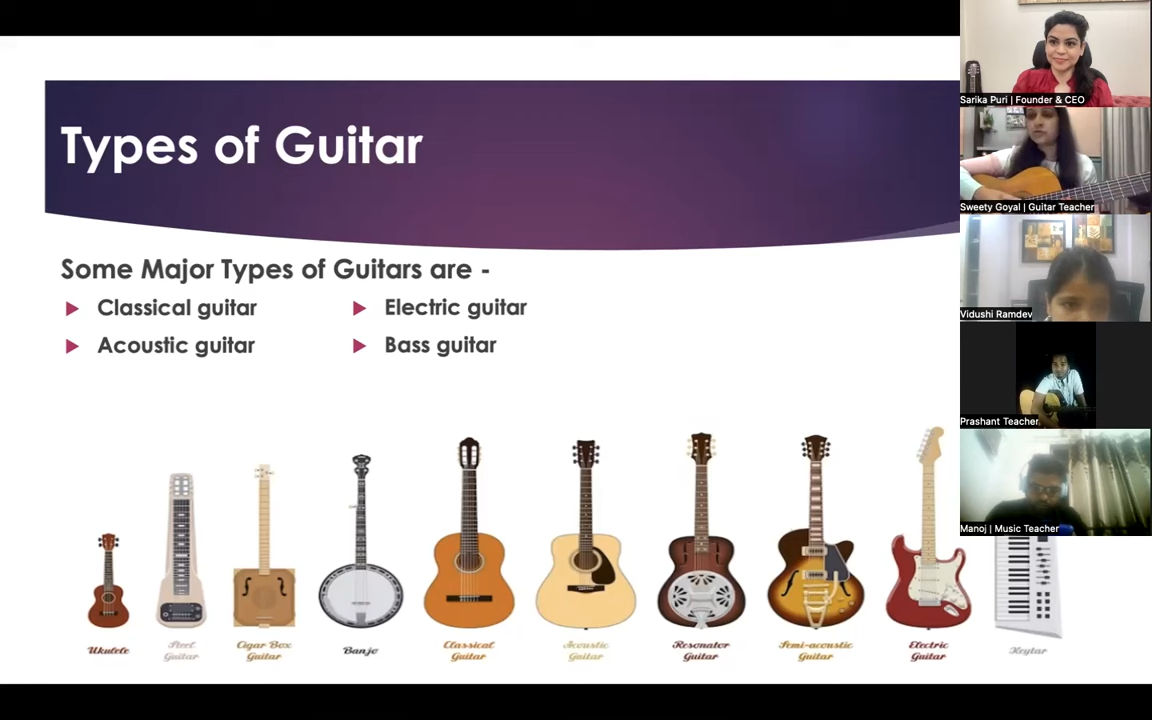 Types of Guitar
Some Major Types of Guitars are -
Classical guitar
Electric guitar
Acoustic guitar
Bass guitar
Ukulele
Steel Guitar
Cigar Box Guitar
Banjo
Classical Guitar
Acoustic Guitar
Resonator Guitar
Semi-acoustic Guitar
Electric Guitar
Keytar
Sarika Puri | Founder & CEO
Sweety Goyal | Guitar Teacher
Vidushi Ramdev
Prashant Teacher
Manoj | Music Teacher